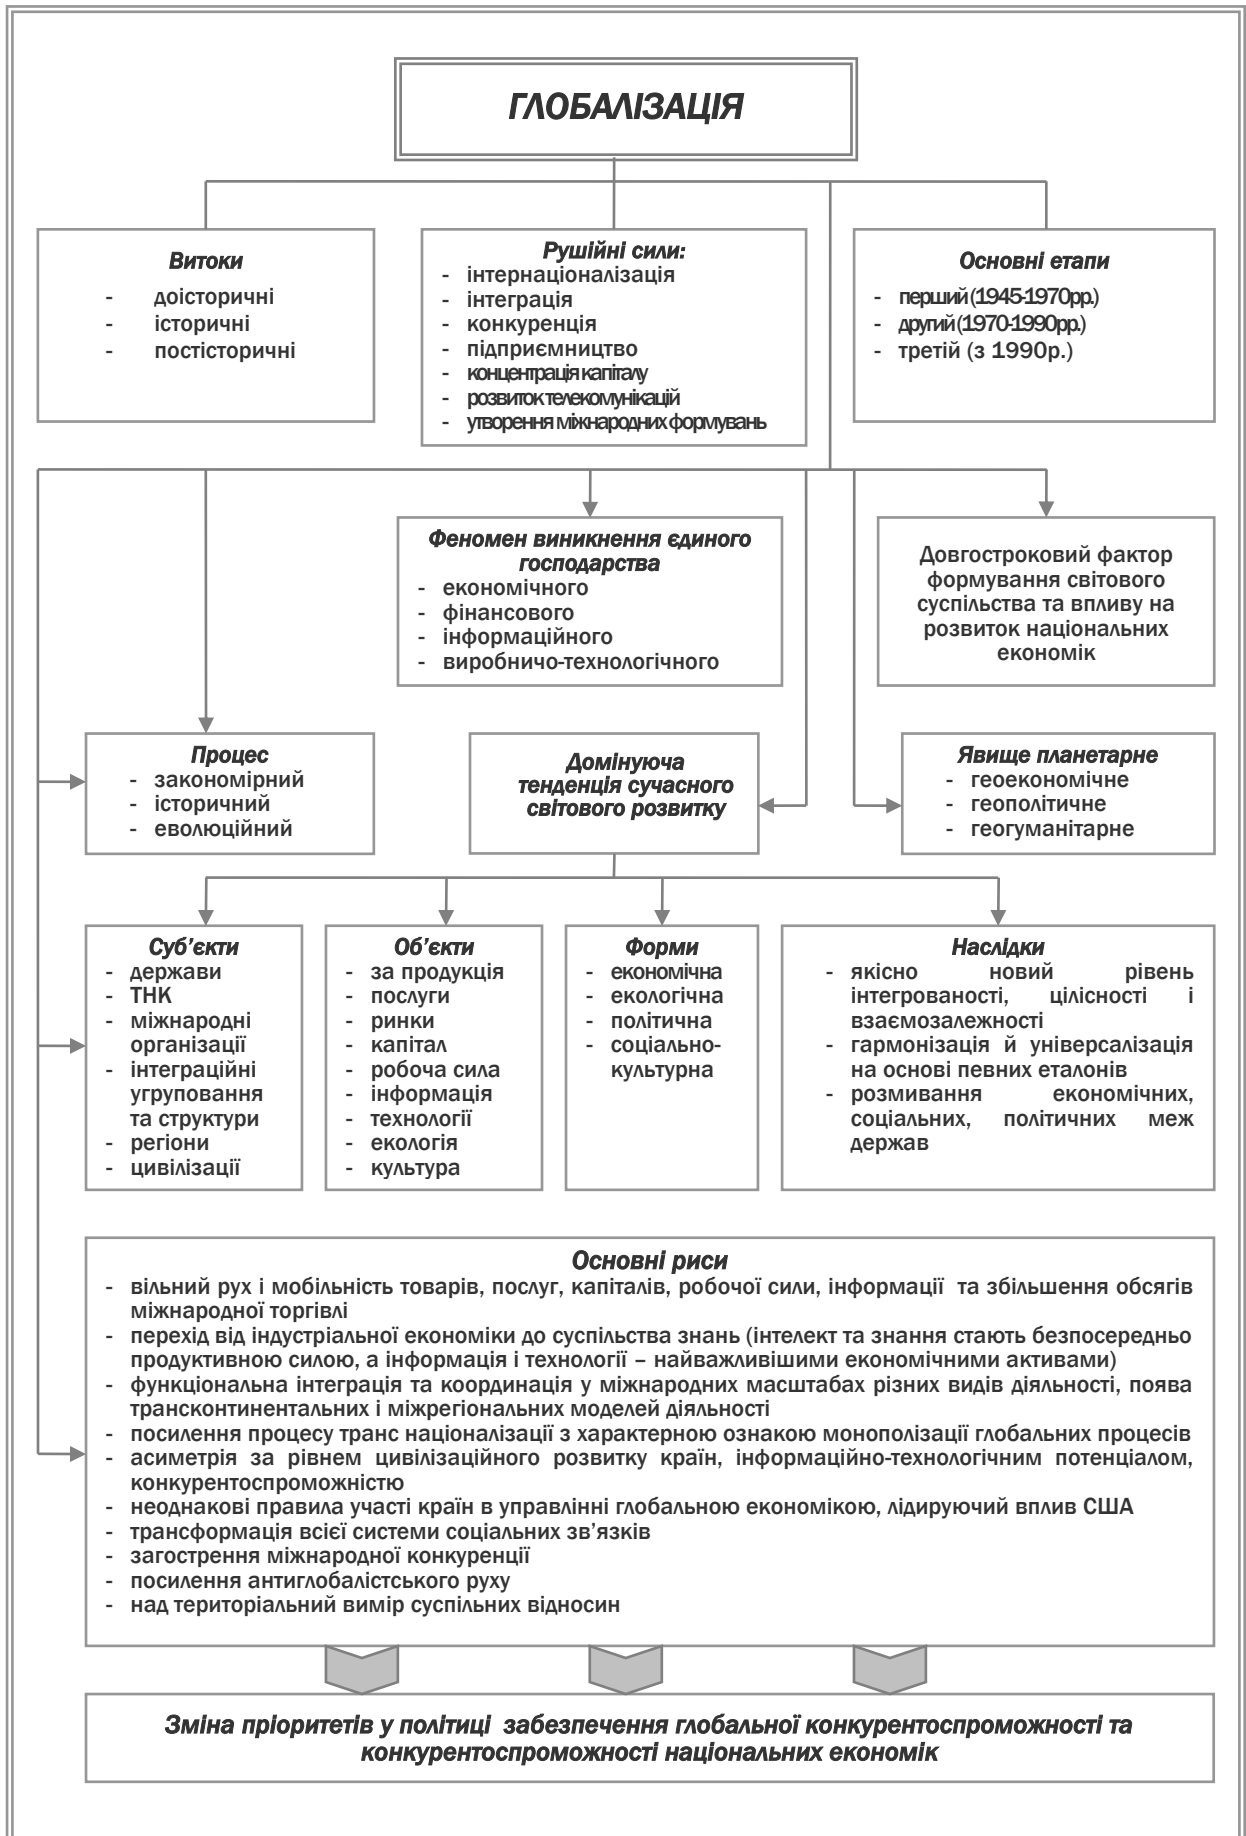 ГЛОБАЛІЗАЦІЯ
Витоки
- доісторичні
- історичні
- постісторичні
Рушійні сили:
- інтернаціоналізація
- інтеграція
- конкуренція
- підприємництво
- концентрація капіталу
- розвиток телекомунікацій
- утворення міжнародних формувань
Основні етапи
- перший (1945-1970рр.)
- другий (1970-1990рр.)
- третій (з 1990р.)
Феномен виникнення єдиного
господарства
- економічного
- фінансового
- інформаційного
- виробничо-технологічного
Довгостроковий фактор
формування світового
суспільства та впливу на
розвиток національних
економік
Процес
- закономірний
- історичний
- еволюційний
Домінуюча
тенденція сучасного
світового розвитку
Явище планетарне
- геоекономічне
- геополітичне
- геогуманітарне
Суб’єкти
- держави
- ТНК
- міжнародні
організації
- інтеграційні
угруповання
та структури
- регіони
- цивілізації
Об’єкти
- за продукція
- послуги
- ринки
- капітал
- робоча сила
- інформація
- технології
- екологія
- культура
Форми
- економічна
- екологічна
- політична
- соціально-
культурна
Наслідки
- якісно новий рівень
інтегрованості, цілісності і
взаємозалежності
- гармонізація й універсалізація
на основі певних еталонів
- розмивання економічних,
соціальних, політичних меж
держав
Основні риси
- вільний рух і мобільність товарів, послуг, капіталів, робочої сили, інформації та збільшення обсягів
міжнародної торгівлі
- перехід від індустріальної економіки до суспільства знань (інтелект та знання стають безпосередньо
продуктивною силою, а інформація і технології – найважливішими економічними активами)
- функціональна інтеграція та координація у міжнародних масштабах різних видів діяльності, поява
трансконтинентальних і міжрегіональних моделей діяльності
- посилення процесу транс націоналізації з характерною ознакою монополізації глобальних процесів
- асиметрія за рівнем цивілізаційного розвитку країн, інформаційно-технологічним потенціалом,
конкурентоспроможністю
- неоднакові правила участі країн в управлінні глобальною економікою, лідируючий вплив США
- трансформація всієї системи соціальних зв’язків
- загострення міжнародної конкуренції
- посилення антиглобалістського руху
- над територіальний вимір суспільних відносин
Зміна пріоритетів у політиці забезпечення глобальної конкурентоспроможності та
конкурентоспроможності національних економік